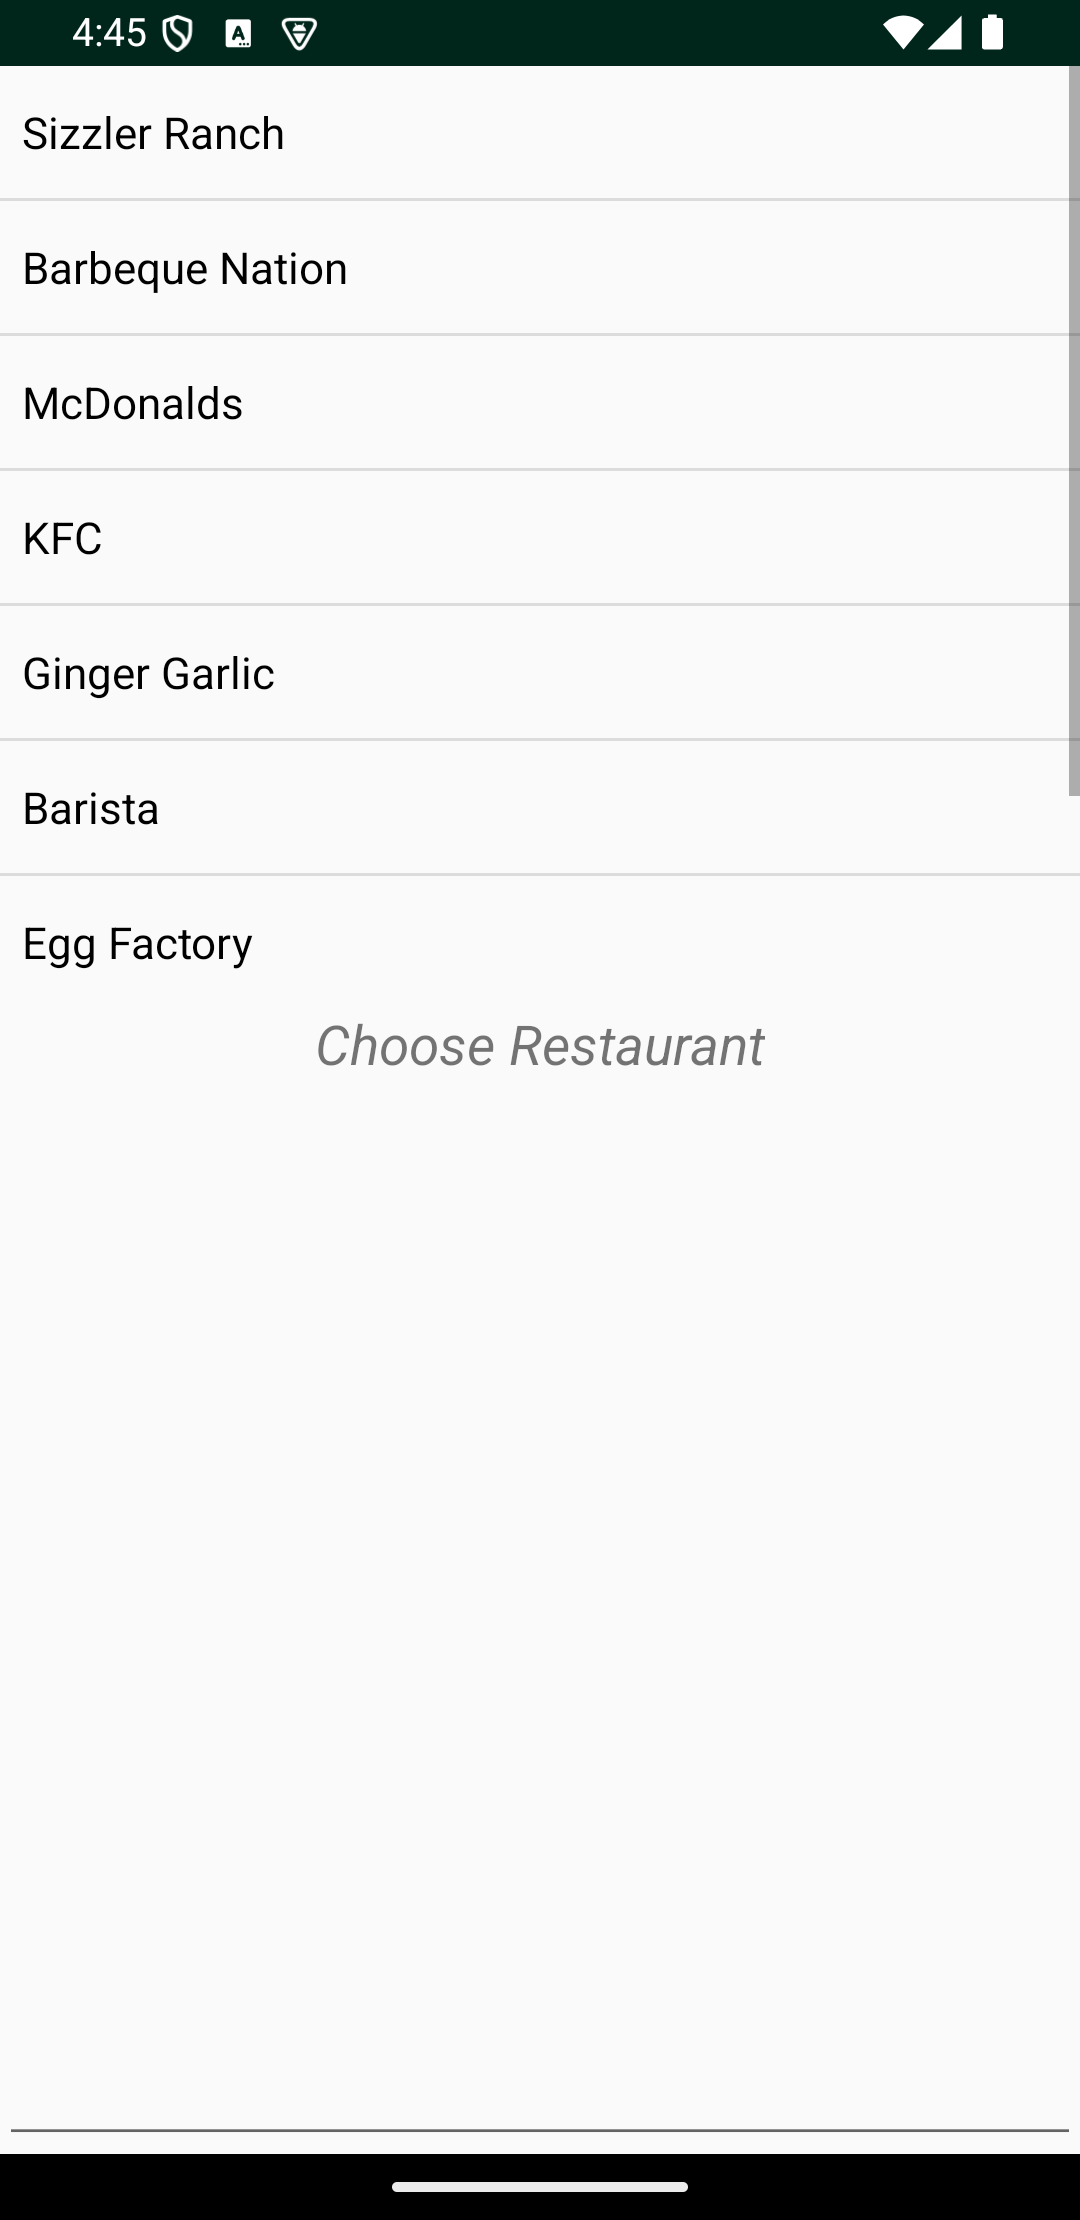 4:45
Sizzler Ranch
Barbeque Nation
McDonalds
KFC
Ginger Garlic
Barista
Egg Factory
Choose Restaurant